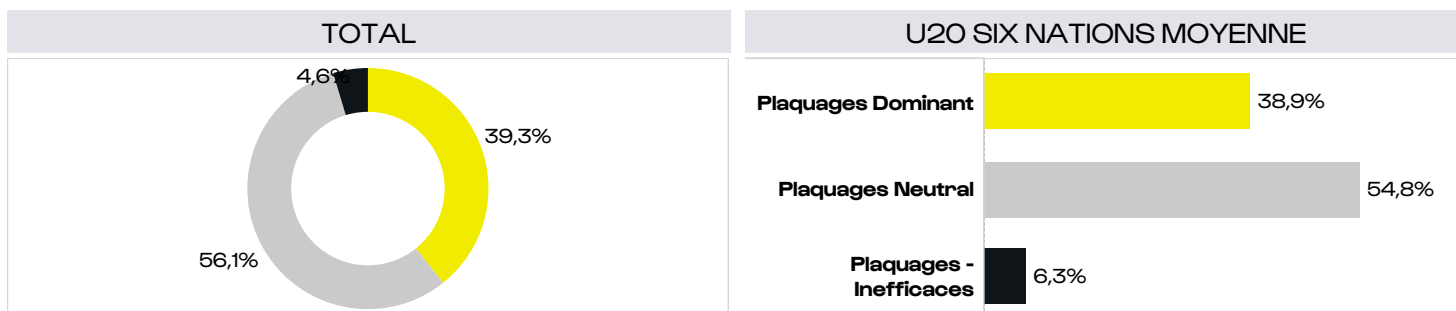 TOTAL
4,6%
39,3%
56,1%
U20 SIX NATIONS MOYENNE
Plaquages Dominant
38,9%
Plaquages Neutral
54,8%
Plaquages -
Inefficaces
6,3%